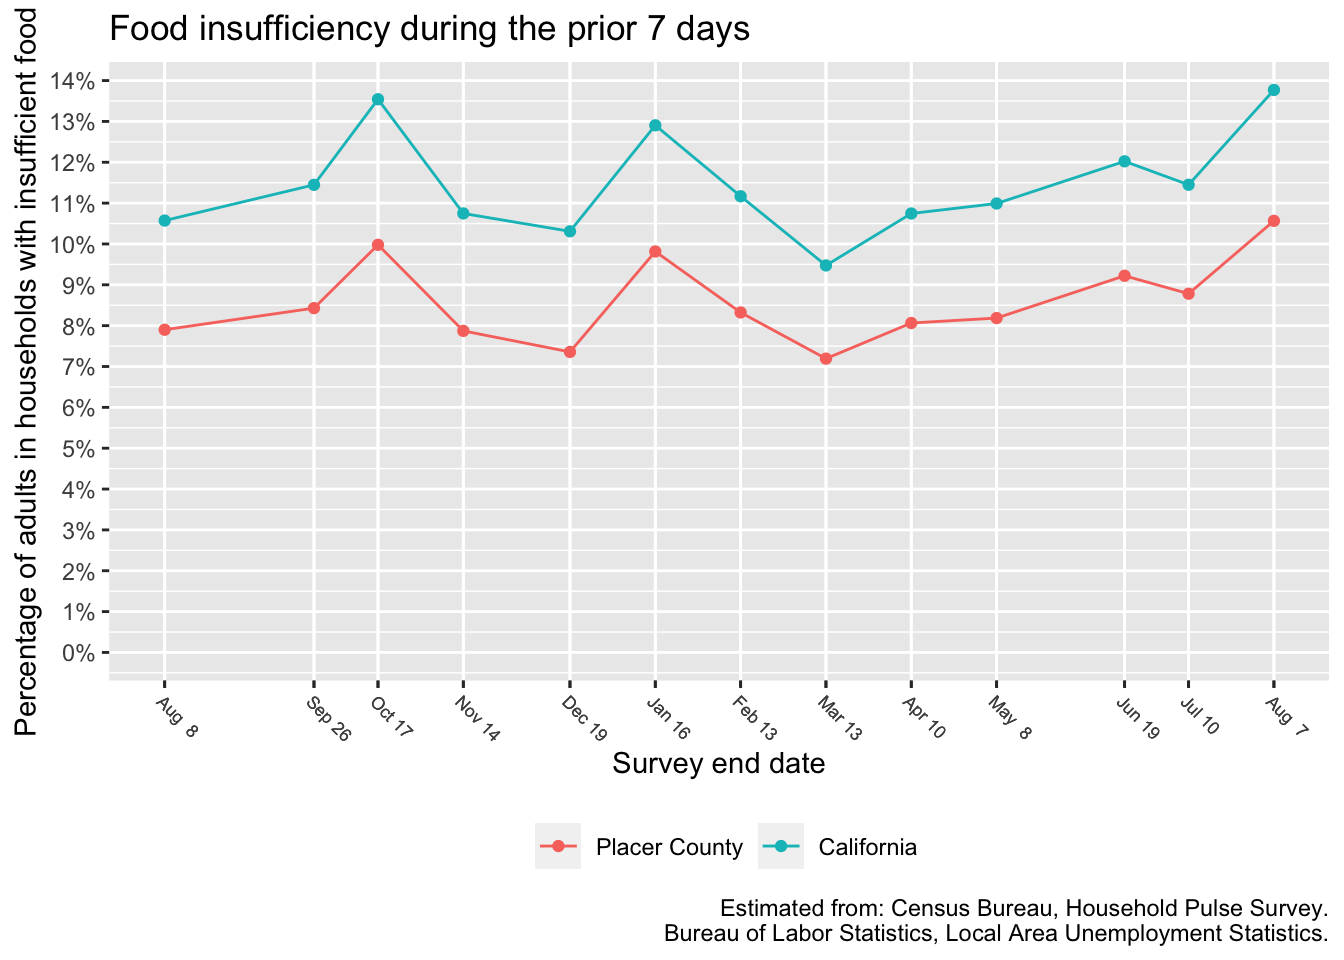 Food insufficiency during the prior 7 days
Percentage of adults in households with insufficient food
14%
13%
12%
11%
10%
9%
8%
7%
6%
5%
4%
3%
2%
1%
0%
Aug 8
Sep 26
Oct 17
Nov 14
Dec 19
Jan 16
Feb 13
Mar 13
Apr 10
May 8
Jun 19
Jul 10
Aug 7
Survey end date
Placer County
California
Estimated from: Census Bureau, Household Pulse Survey.
Bureau of Labor Statistics, Local Area Unemployment Statistics.